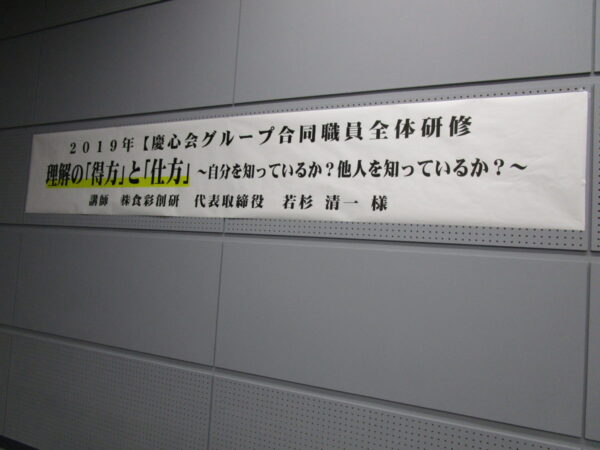 2019年【慶心会グループ合同職員全体研修
理解の「得方」と「仕方」 ～自分を知っているか？他人を知っているか？～
講師 ㈱食彩創研 代表取締役 若杉 清一 様